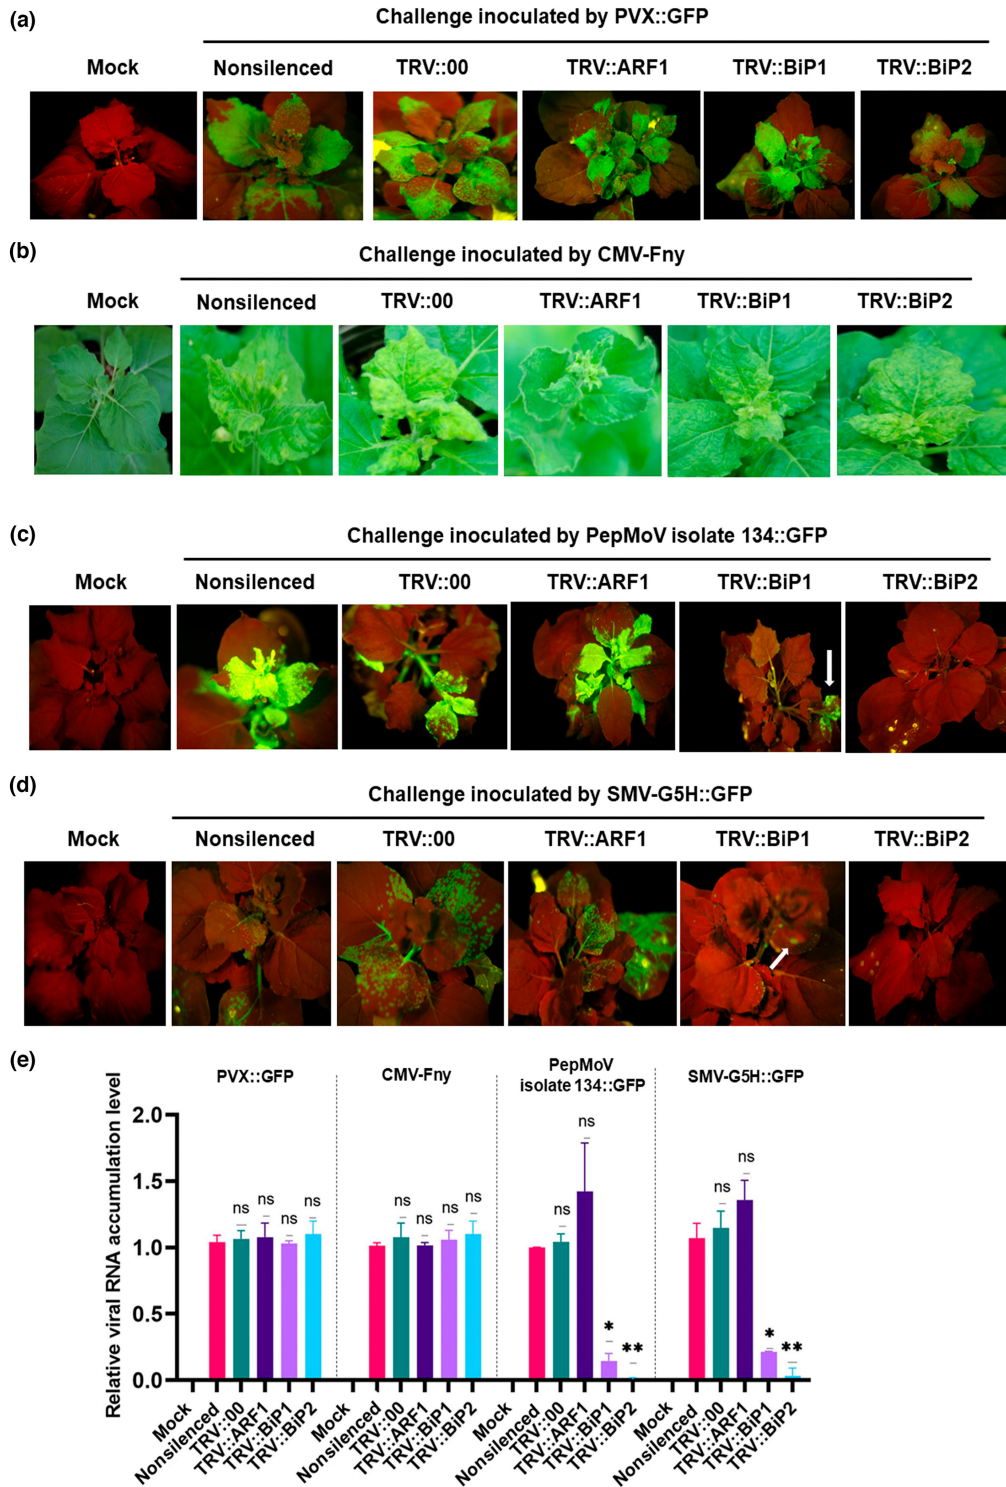 (a)
Challenge inoculated by PVX::GFP
Mock Nonsilenced TRV::00 TRV::ARF1 TRV::BiP1 TRV::BiP2
(b)
Challenge inoculated by CMV-Fny
Mock Nonsilenced TRV::00 TRV::ARF1 TRV::BiP1 TRV::BiP2
(c)
Challenge inoculated by PepMoV isolate 134::GFP
Mock Nonsilenced TRV::00 TRV::ARF1 TRV::BiP1 TRV::BiP2
(d)
Challenge inoculated by SMV-G5H::GFP
Mock Nonsilenced TRV::00 TRV::ARF1 TRV::BiP1 TRV::BiP2
(e)
PVX::GFP
CMV-Fny
PepMoV
isolate 134::GFP
SMV-G5H::GFP
Relative viral RNA accumulation level
2.0
1.5
1.0
0.5
0.0
ns ns ns ns
ns ns ns ns
ns ns * **
ns ns * **
Mock Nonsilenced TRV::00 TRV::ARF1 TRV::BiP1 TRV::BiP2
Mock Nonsilenced TRV::00 TRV::ARF1 TRV::BiP1 TRV::BiP2
Mock Nonsilenced TRV::00 TRV::ARF1 TRV::BiP1 TRV::BiP2
Mock Nonsilenced TRV::00 TRV::ARF1 TRV::BiP1 TRV::BiP2